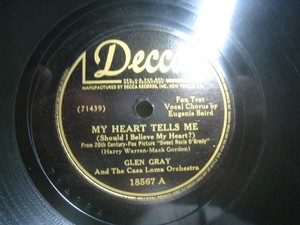 Decca
MANUFACTURED BY DECCA RECORDS, INC., NEW YORK
Fox Trot
Vocal Chorus by
Eugenie Baird
(71439)
MY HEART TELLS ME
(Should I Believe My Heart?)
From 20th Century-Fox Picture "Sweet Rosie O'Grady"
(Harry Warren-Mack Gordon)
GLEN GRAY
And The Casa Loma Orchestra
18567 A